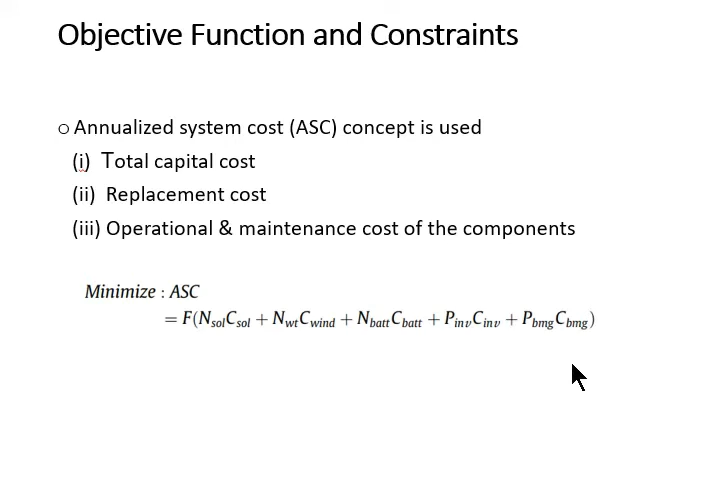 Objective Function and Constraints
○ Annualized system cost (ASC) concept is used
(i) Total capital cost
(ii) Replacement cost
(iii) Operational & maintenance cost of the components
Minimize : ASC
= F(N_sol C_sol + N_wt C_wind + N_batt C_batt + P_inv C_inv + P_bmg C_bmg)